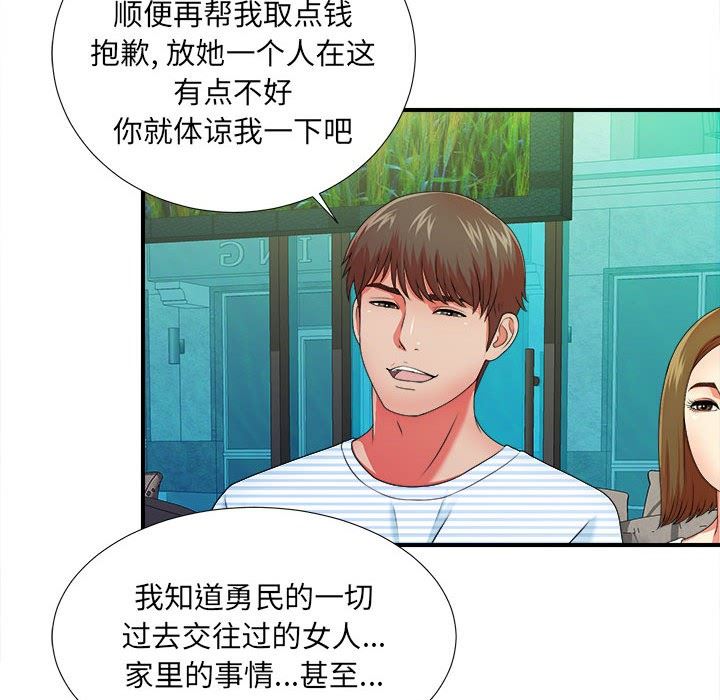 顺便再帮我取点钱
抱歉, 放她一个人在这
有点不好
你就体谅我一下吧
ING
我知道勇民的一切
过去交往过的女人...
家里的事情...甚至...